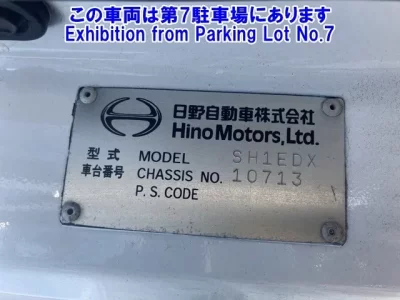 この車両は第7駐車場にあります
Exhibition from Parking Lot No.7
日野自動車株式会社
Hino Motors, Ltd.
型式 MODEL SH1EDX
車台番号 CHASSIS NO. 10713
P.S.CODE